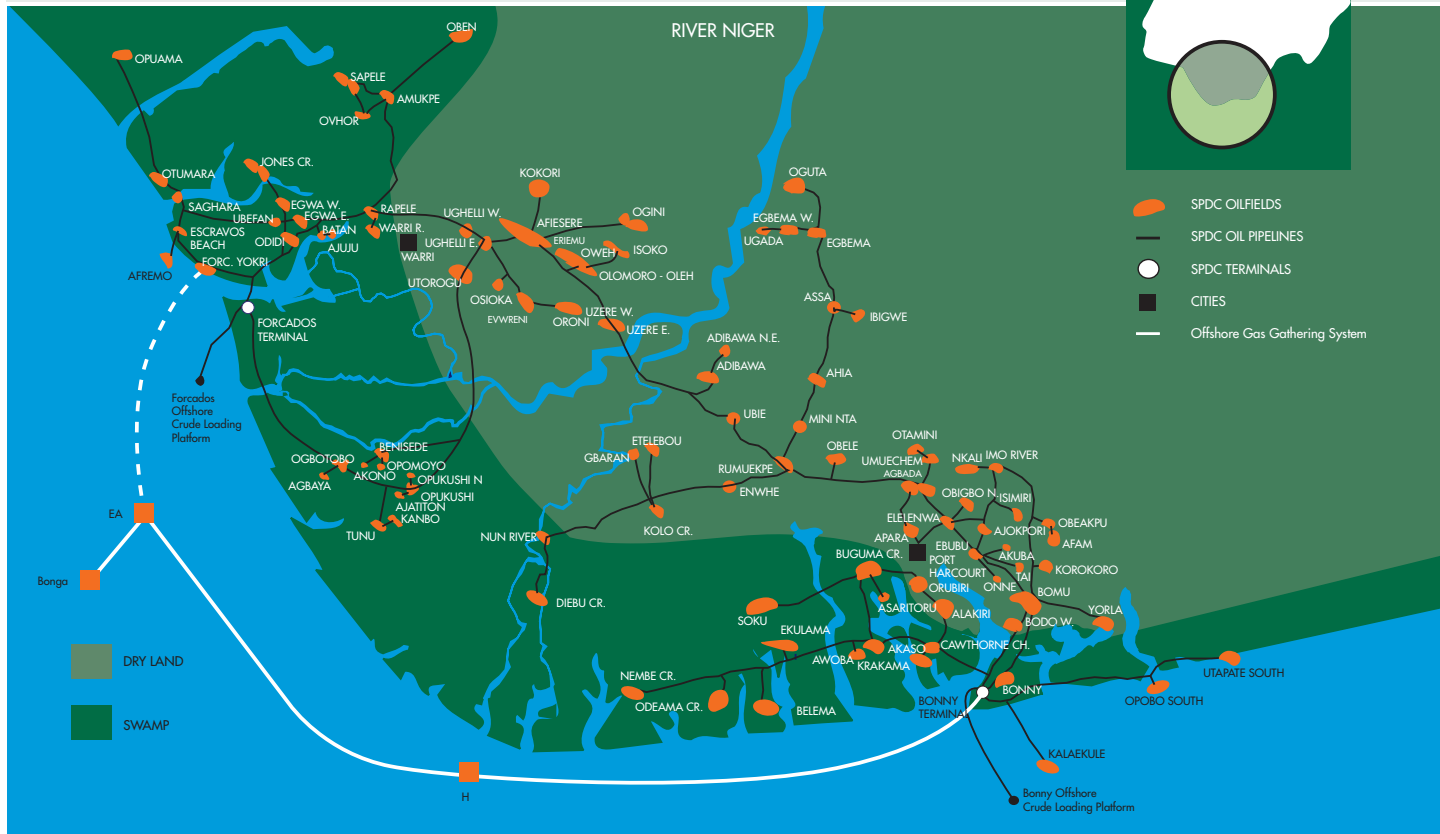 RIVER NIGER
OBEN
OPUAMA
SAPELE
AMUKPE
OVHOR
JONES CR.
OTUMARA
KOKORI
OGUTA
SAGHARA
EGWA W.
RAPELE
UGHELLI W.
OGINI
UBEFAN
EGWA E.
AFIESERE
EGBEMA W.
ESCRAVOS
BEACH
BATAN
WARRI R.
ERIEMU
UGADA
EGBEMA
ODIDI
AJUJU
UGHELLI E.
OWEH
ISOKO
WARRI
FORC. YOKRI
AFREMO
UTOROGU
OLOMORO - OLEH
OSIOKA
ASSA
IBIGWE
EVWRENI
ORONI
UZERE W.
UZERE E.
FORCADOS
TERMINAL
ADIBAWA N.E.
ADIBAWA
AHIA
Forcados
Offshore
Crude Loading
Platform
UBIE
MINI NTA
OTAMINI
ETELEBOU
OBELE
BENISEDE
GBARAN
OGBOTOBO
OPOMOYO
RUMUEKPE
UMUECHEM
NKALI
IMO RIVER
AKONO
AGBADA
AGBAYA
OPUKUSHI N
OPUKUSHI
ENWHE
OBIGBO N.
ISIMIRI
AJATITON
KANBO
ELELENWA
OBEAKPU
EA
TUNU
NUN RIVER
KOLO CR.
APARA
AJOKPORI
AFAM
BUGUMA CR.
EBUBU
AKUBA
PORT
HARCOURT
TAI
KOROKORO
Bonga
ONNE
ORUBIRI
BOMU
DIEBU CR.
ASARITORU
ALAKIRI
YORLA
SOKU
BODO W.
EKULAMA
AKASO
CAWTHORNE CH.
AWOBA
KRAKAMA
NEMBE CR.
UTAPATE SOUTH
ODEAMA CR.
BELEMA
BONNY
BONNY
TERMINAL
OPOBO SOUTH
KALAEKULE
H
Bonny Offshore
Crude Loading Platform
SPDC OILFIELDS
SPDC OIL PIPELINES
SPDC TERMINALS
CITIES
Offshore Gas Gathering System
DRY LAND
SWAMP